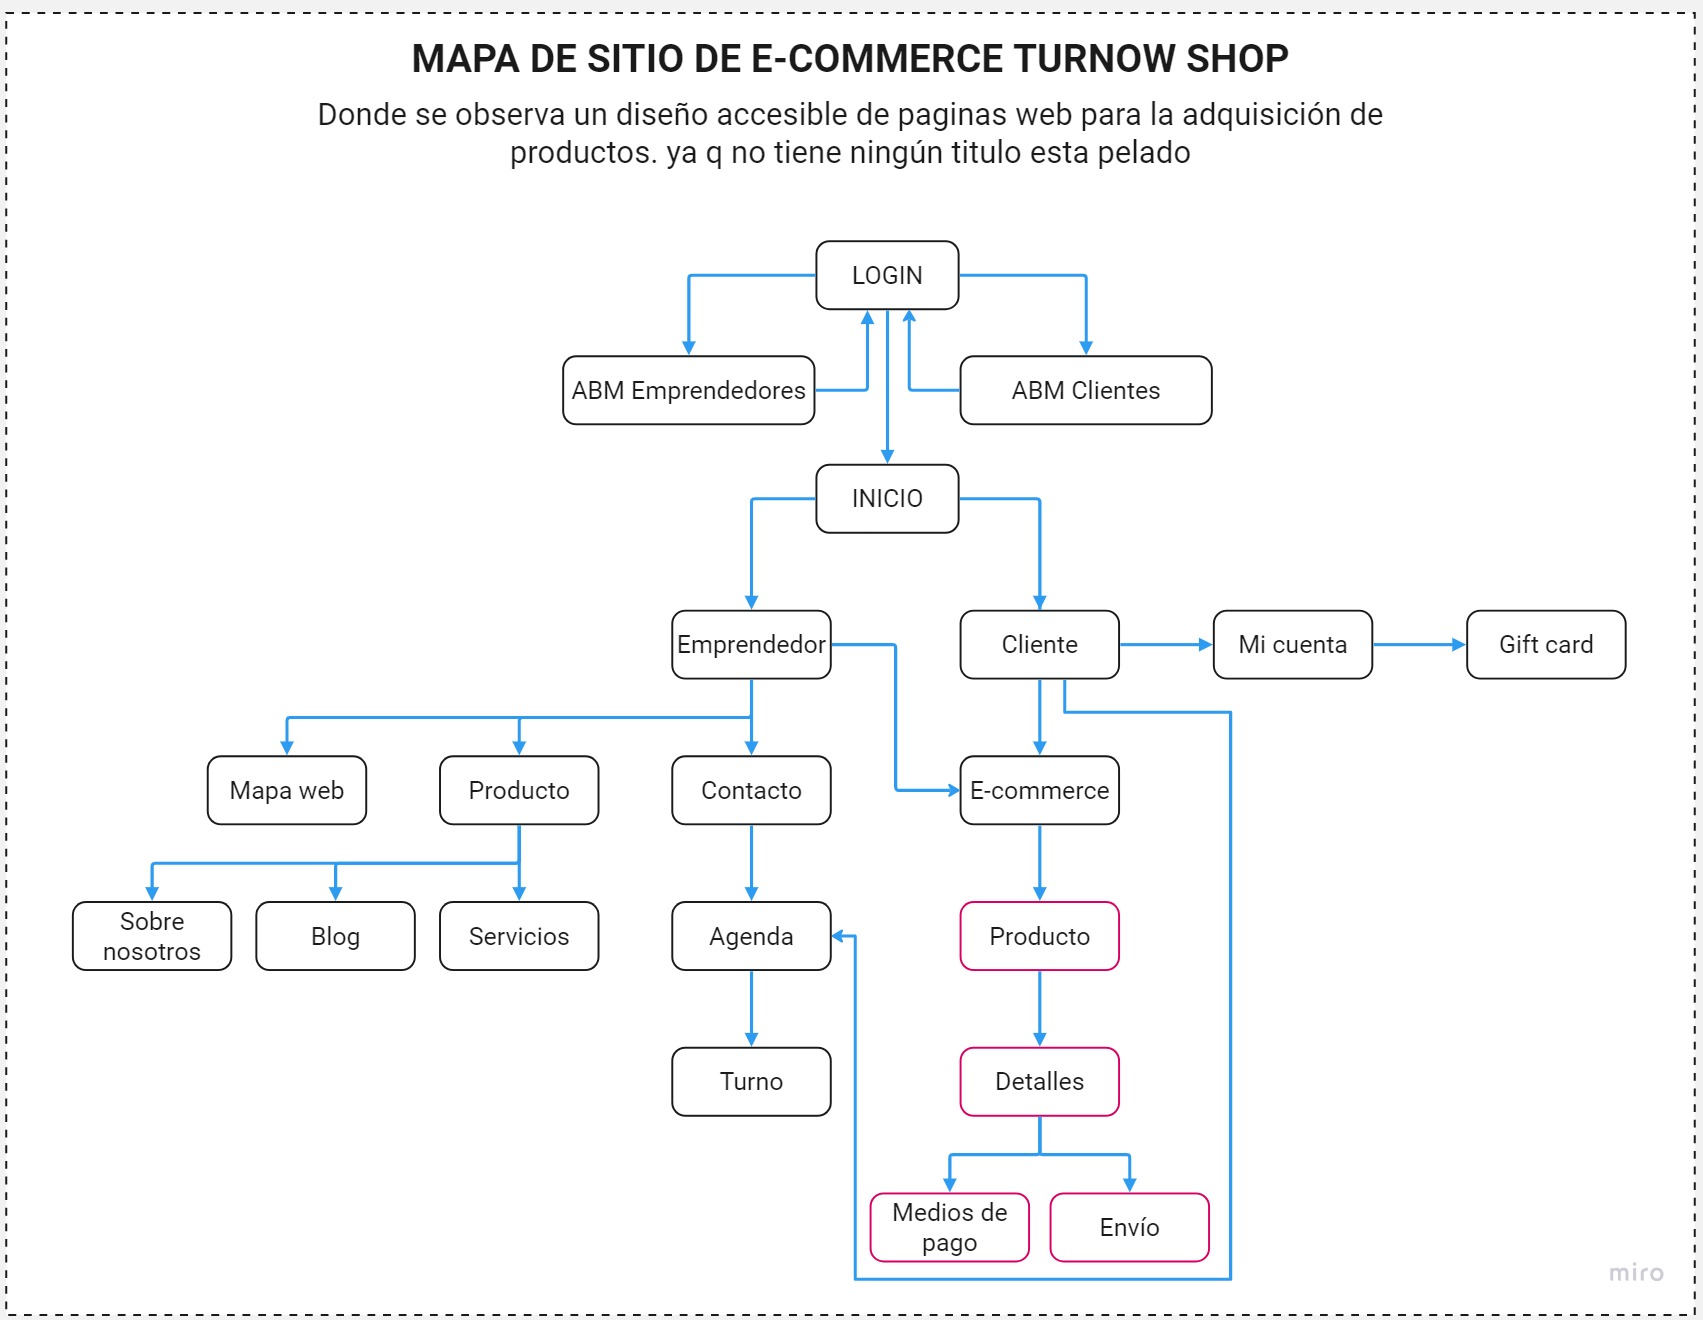 MAPA DE SITIO DE E-COMMERCE TURNOW SHOP
Donde se observa un diseño accesible de paginas web para la adquisición de
productos. ya q no tiene ningún titulo esta pelado
LOGIN
ABM Emprendedores
ABM Clientes
INICIO
Emprendedor
Cliente
Mi cuenta
Gift card
Mapa web
Producto
Contacto
E-commerce
Sobre
nosotros
Blog
Servicios
Agenda
Producto
Turno
Detalles
Medios de
pago
Envío
miro